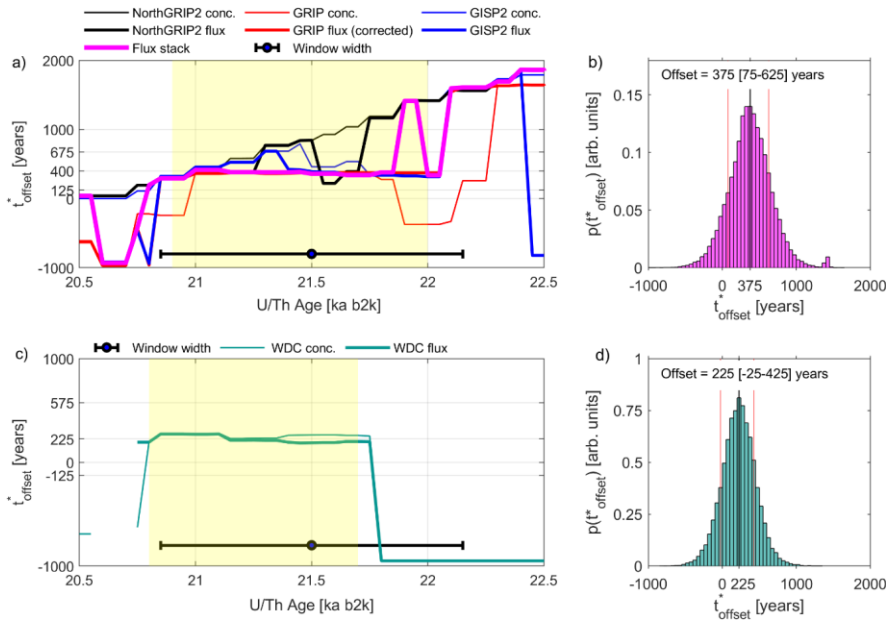 NorthGRIP2 conc. GRIP conc. GISP2 conc.
NorthGRIP2 flux GRIP flux (corrected) GISP2 flux
Flux stack Window width
a)
2000
1000
675
400
125
0
-1000
t*offset [years]
20.5 21 21.5 22 22.5
U/Th Age [ka b2k]
b)
Offset = 375 [75-625] years
0.15
0.1
0.05
0
p(t*offset) [arb. units]
-1000 0 375 1000 2000
t*offset [years]
Window width WDC conc. WDC flux
c)
1000
575
225
0
-125
-1000
t*offset [years]
20.5 21 21.5 22 22.5
U/Th Age [ka b2k]
d)
Offset = 225 [-25-425] years
1
0.75
0.5
0.25
0
p(t*offset) [arb. units]
-1000 0 225 1000 2000
t*offset [years]